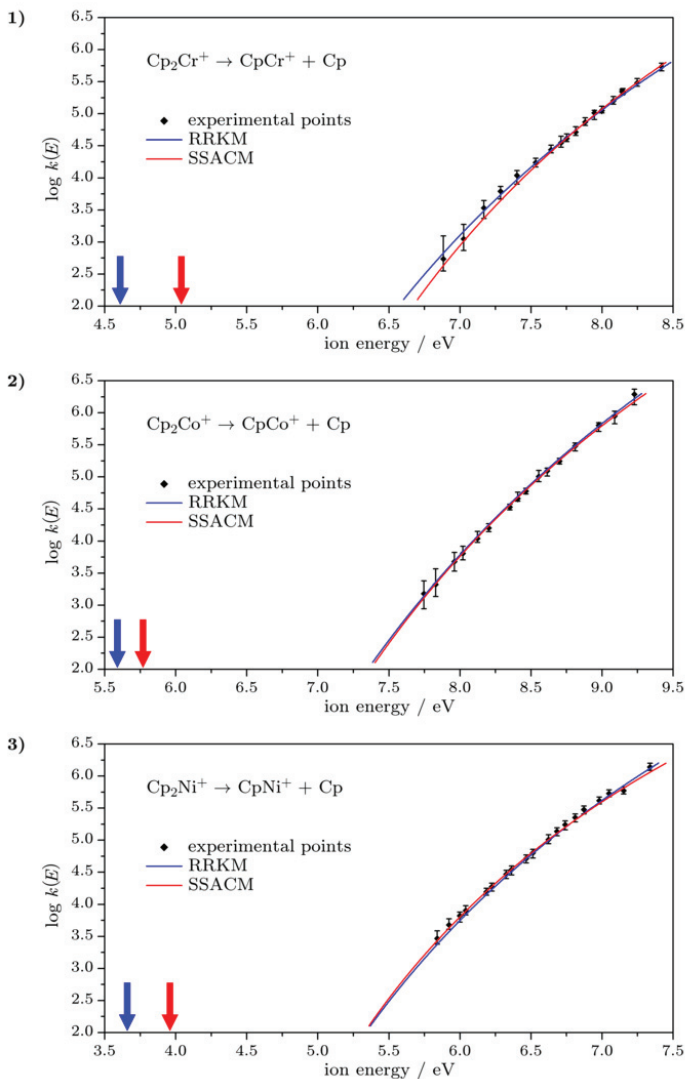 1)
Cp₂Cr⁺ → CpCr⁺ + Cp
experimental points
RRKM
SSACM
log k(E)
6.5
6.0
5.5
5.0
4.5
4.0
3.5
3.0
2.5
2.0
4.5 5.0 5.5 6.0 6.5 7.0 7.5 8.0 8.5
ion energy / eV
2)
Cp₂Co⁺ → CpCo⁺ + Cp
experimental points
RRKM
SSACM
log k(E)
6.5
6.0
5.5
5.0
4.5
4.0
3.5
3.0
2.5
2.0
5.5 6.0 6.5 7.0 7.5 8.0 8.5 9.0 9.5
ion energy / eV
3)
Cp₂Ni⁺ → CpNi⁺ + Cp
experimental points
RRKM
SSACM
log k(E)
6.5
6.0
5.5
5.0
4.5
4.0
3.5
3.0
2.5
2.0
3.5 4.0 4.5 5.0 5.5 6.0 6.5 7.0 7.5
ion energy / eV